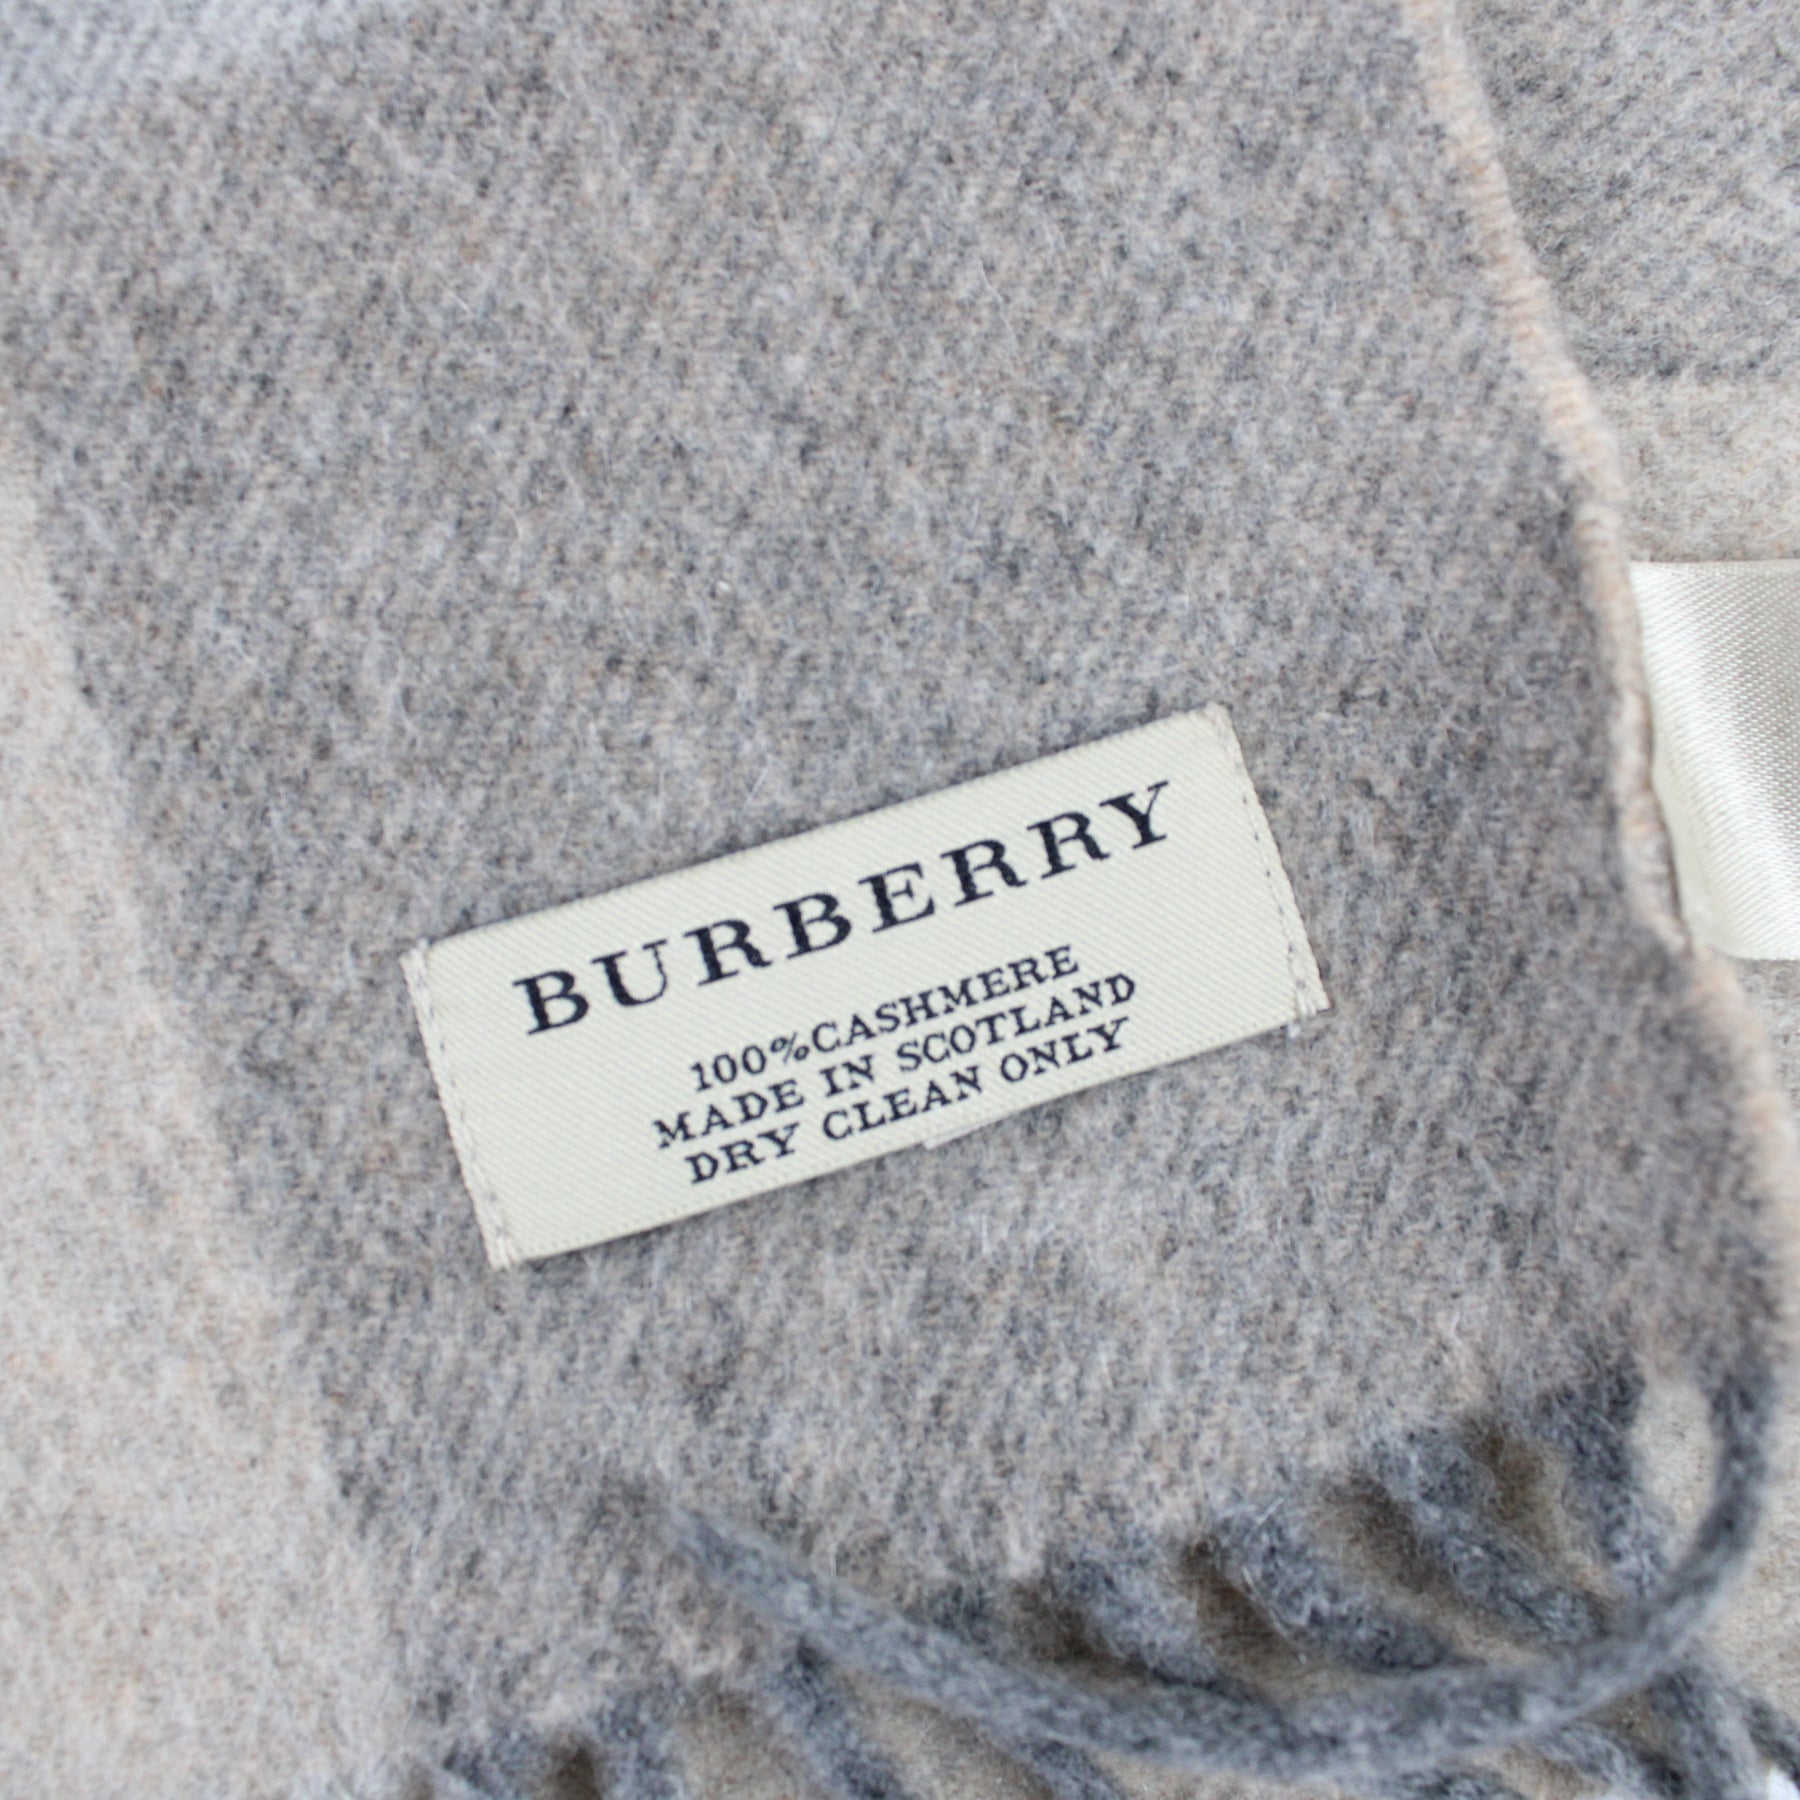 BURBERRY
100%CASHMERE
MADE IN SCOTLAND
DRY CLEAN ONLY